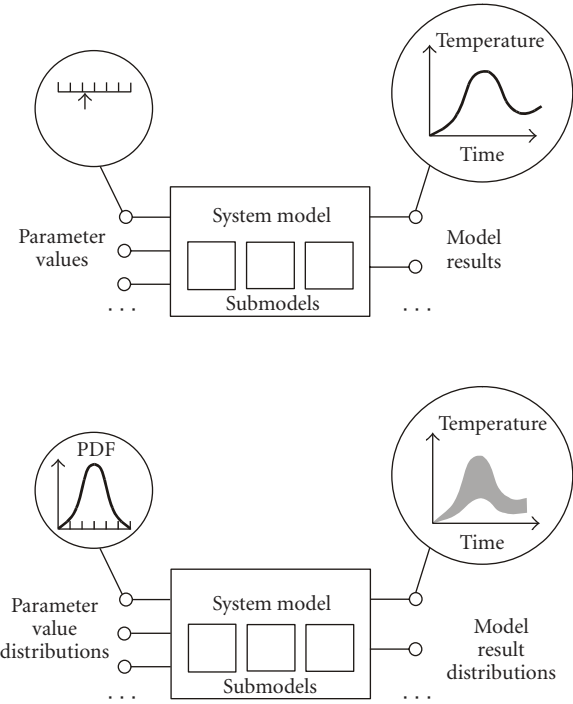 Temperature
Time
System model
Submodels
Parameter
values
. . .
Model
results
. . .
PDF
Temperature
Time
System model
Submodels
Parameter
value
distributions
. . .
Model
result
distributions
. . .